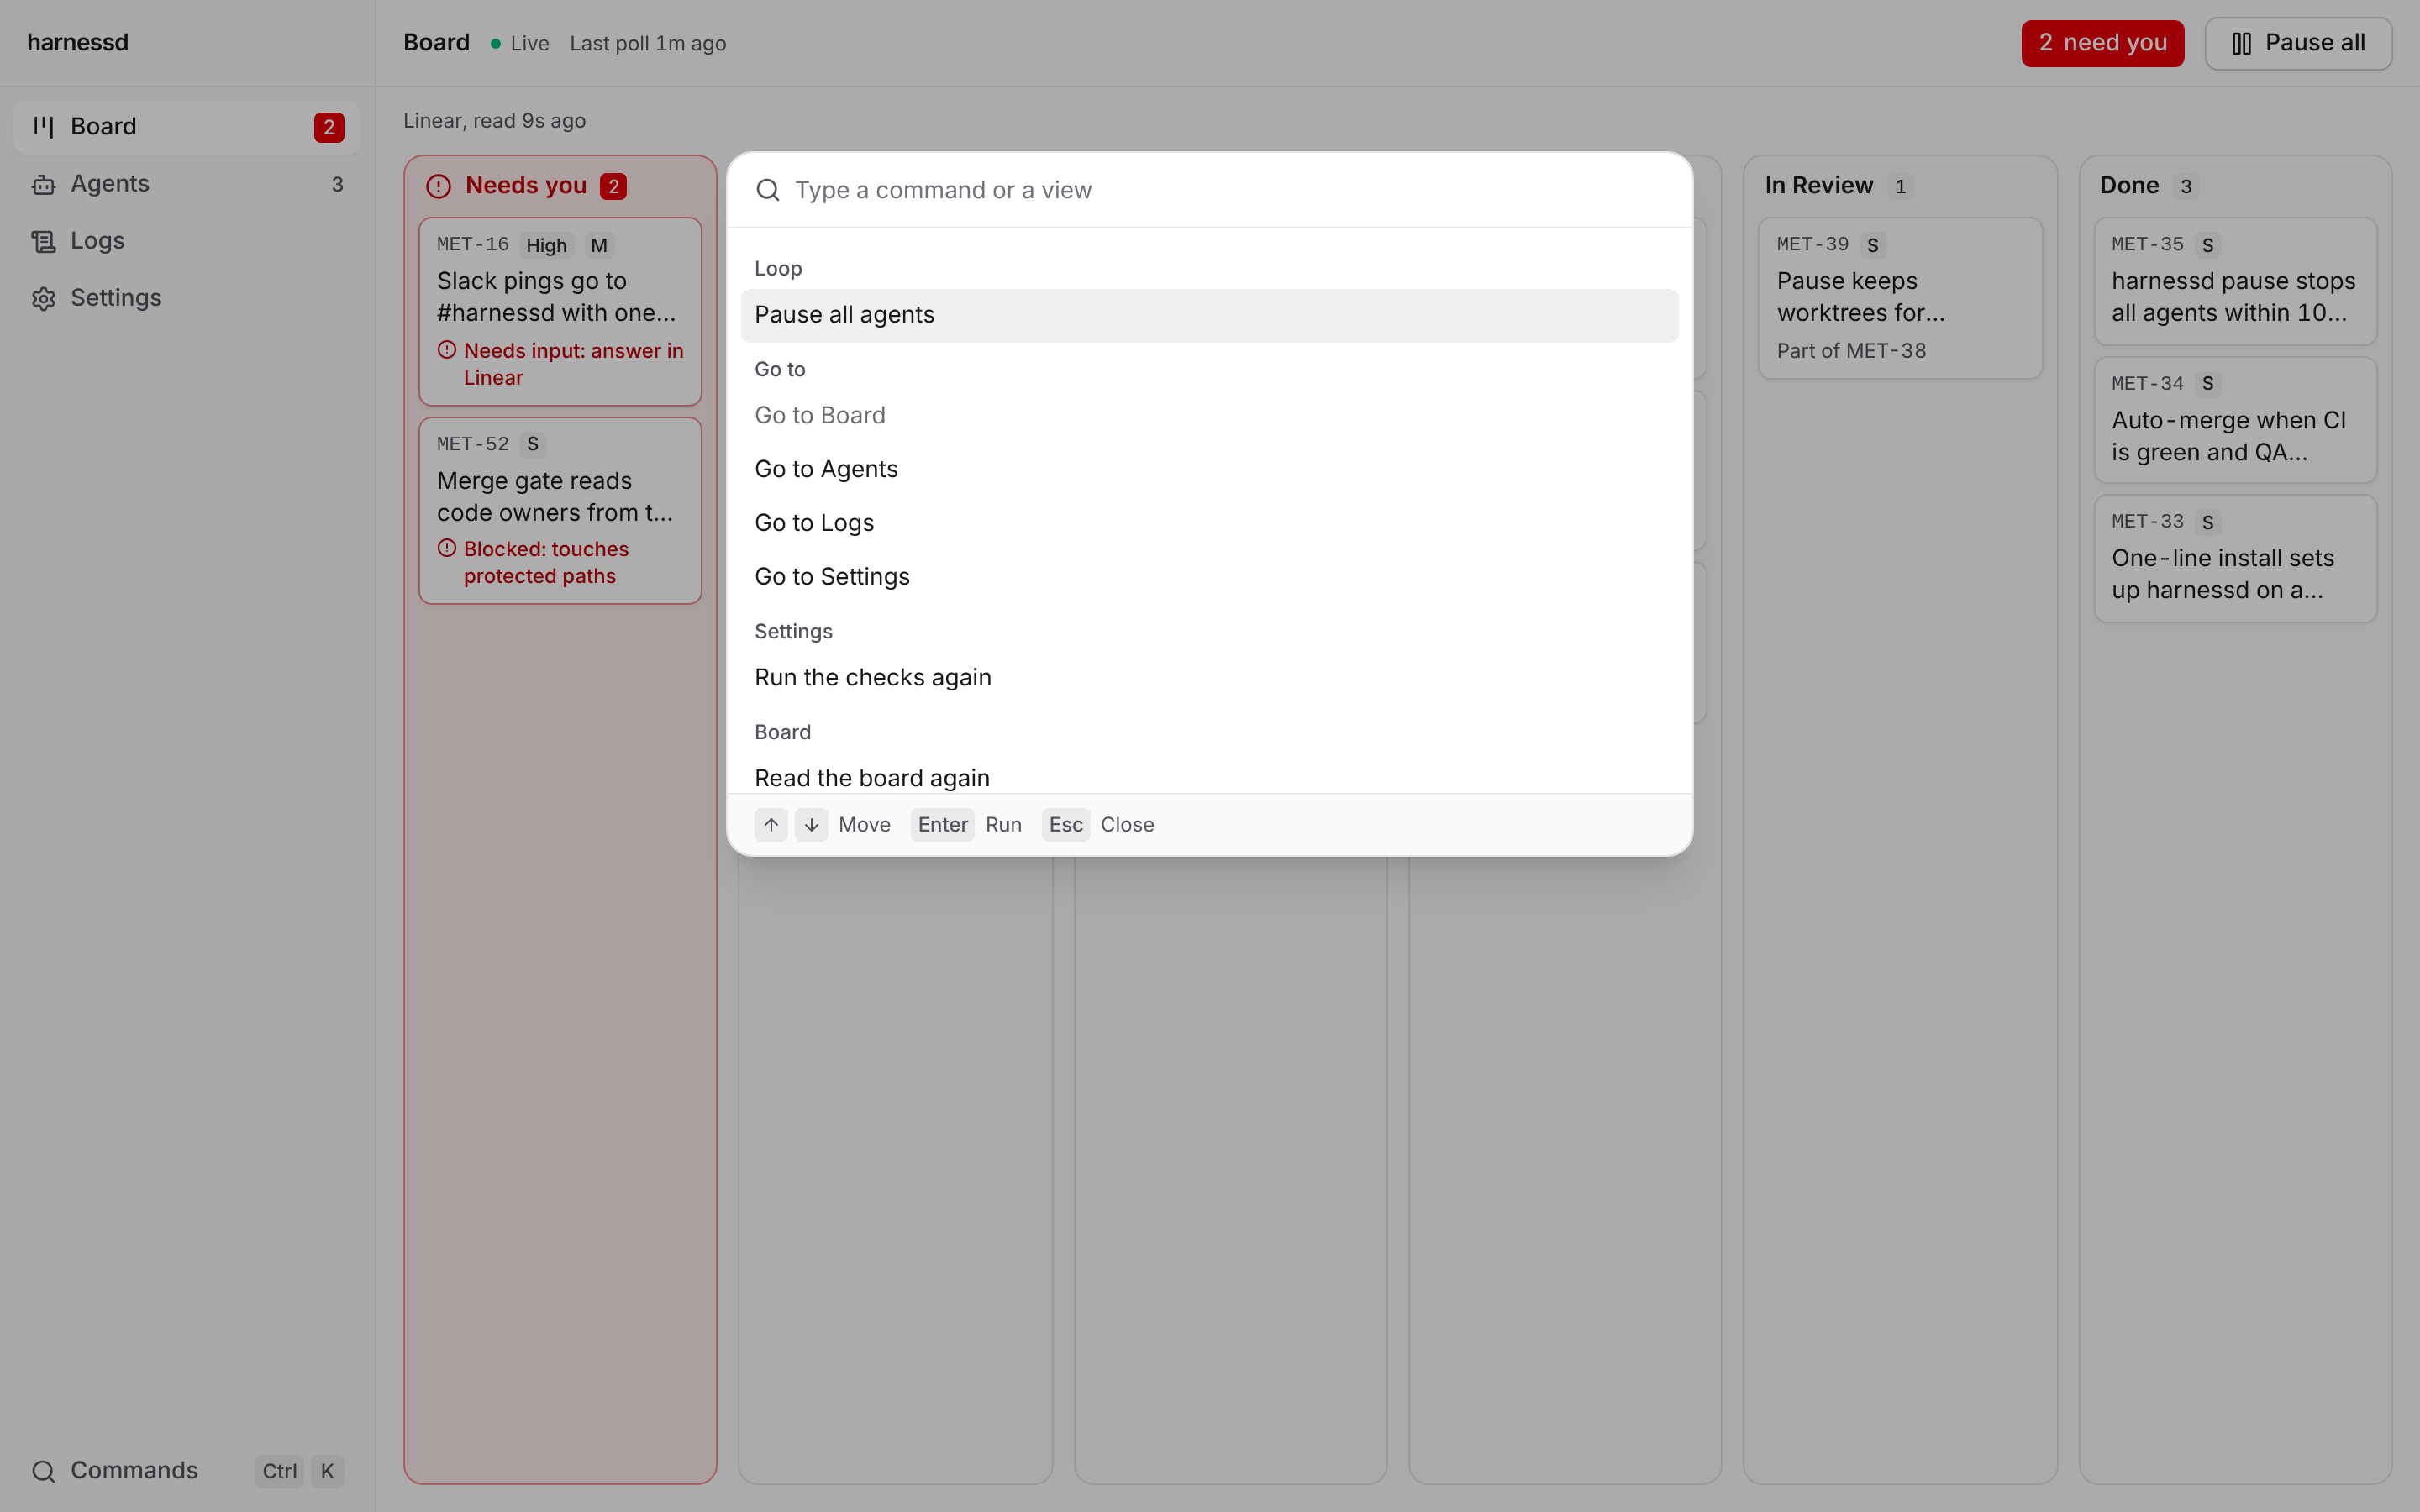 harnessd
Board 2
Agents 3
Logs
Settings
Commands Ctrl K
Board Live Last poll 1m ago
2 need you
Pause all
Linear, read 9s ago
Needs you 2
MET-16 High M
Slack pings go to
#harnessd with one...
Needs input: answer in
Linear
MET-52 S
Merge gate reads
code owners from t...
Blocked: touches
protected paths
Type a command or a view
Loop
Pause all agents
Go to
Go to Board
Go to Agents
Go to Logs
Go to Settings
Settings
Run the checks again
Board
Read the board again
↑ ↓ Move Enter Run Esc Close
In Review 1
MET-39 S
Pause keeps
worktrees for...
Part of MET-38
Done 3
MET-35 S
harnessd pause stops
all agents within 10...
MET-34 S
Auto-merge when CI
is green and QA...
MET-33 S
One-line install sets
up harnessd on a...